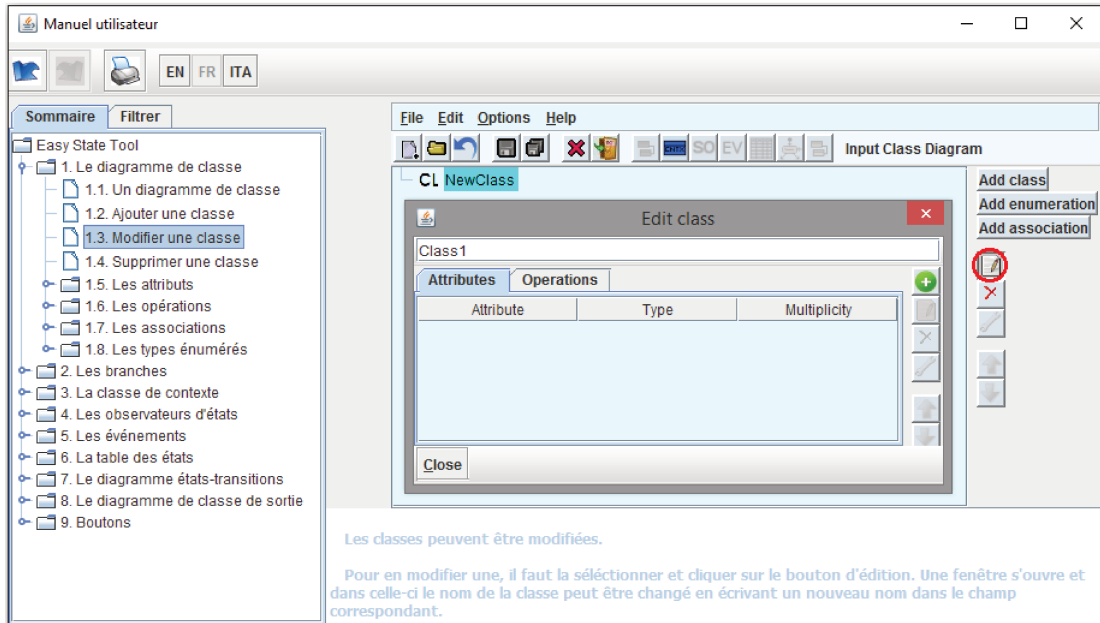 Manuel utilisateur
EN FR ITA
Sommaire Filtrer
Easy State Tool
1. Le diagramme de classe
1.1. Un diagramme de classe
1.2. Ajouter une classe
1.3. Modifier une classe
1.4. Supprimer une classe
1.5. Les attributs
1.6. Les opérations
1.7. Les associations
1.8. Les types énumérés
2. Les branches
3. La classe de contexte
4. Les observateurs d'états
5. Les événements
6. La table des états
7. Le diagramme états-transitions
8. Le diagramme de classe de sortie
9. Boutons
File Edit Options Help
SO EV Input Class Diagram
CL NewClass
Add class
Add enumeration
Add association
Edit class
Class1
Attributes Operations
Attribute Type Multiplicity
Close
Les classes peuvent être modifiées.
Pour en modifier une, il faut la séléctionner et cliquer sur le bouton d'édition. Une fenêtre s'ouvre et
dans celle-ci le nom de la classe peut être changé en écrivant un nouveau nom dans le champ
correspondant.